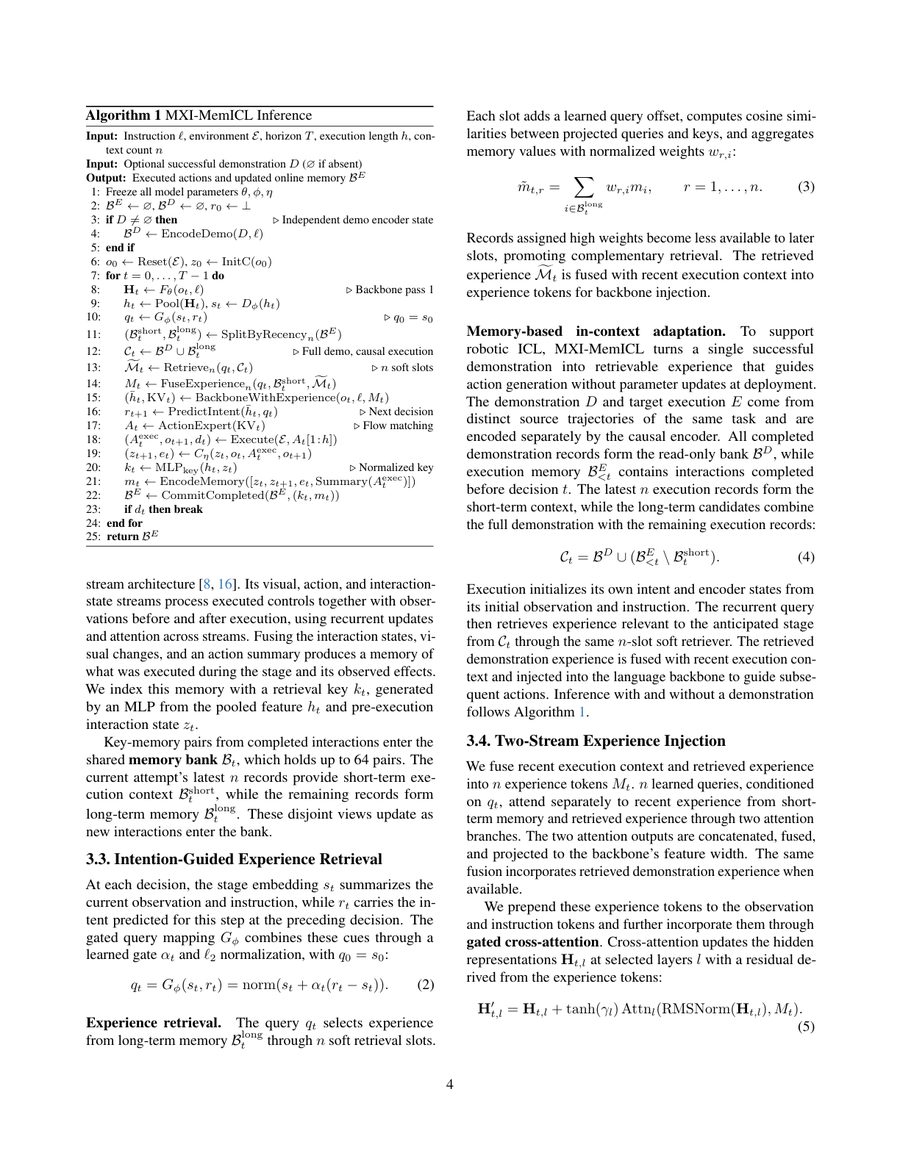 Algorithm 1 MXI-MemICL Inference
Input: Instruction ℓ, environment ℰ, horizon T, execution length h, con-
text count n
Input: Optional successful demonstration D (∅ if absent)
Output: Executed actions and updated online memory ℬ^E
1: Freeze all model parameters θ, ϕ, η
2: ℬ^E ← ∅, ℬ^D ← ∅, r_0 ← ⊥
3: if D ≠ ∅ then ▷ Independent demo encoder state
4: ℬ^D ← EncodeDemo(D, ℓ)
5: end if
6: o_0 ← Reset(ℰ), z_0 ← InitC(o_0)
7: for t = 0, . . . , T − 1 do
8: H_t ← F_θ(o_t, ℓ) ▷ Backbone pass 1
9: h_t ← Pool(H_t), s_t ← D_ϕ(h_t)
10: q_t ← G_ϕ(s_t, r_t) ▷ q_0 = s_0
11: (ℬ_t^short, ℬ_t^long) ← SplitByRecency_n(ℬ^E)
12: 𝒞_t ← ℬ^D ∪ ℬ_t^long ▷ Full demo, causal execution
13: ℳ̃_t ← Retrieve_n(q_t, 𝒞_t) ▷ n soft slots
14: M_t ← FuseExperience_n(q_t, ℬ_t^short, ℳ̃_t)
15: (h̄_t, KV_t) ← BackboneWithExperience(o_t, ℓ, M_t)
16: r_{t+1} ← PredictIntent(h̄_t, q_t) ▷ Next decision
17: A_t ← ActionExpert(KV_t) ▷ Flow matching
18: (A_t^exec, o_{t+1}, d_t) ← Execute(ℰ, A_t[1:h])
19: (z_{t+1}, e_t) ← C_η(z_t, o_t, A_t^exec, o_{t+1})
20: k_t ← MLP_key(h_t, z_t) ▷ Normalized key
21: m_t ← EncodeMemory([z_t, z_{t+1}, e_t, Summary(A_t^exec)])
22: ℬ^E ← CommitCompleted(ℬ^E, (k_t, m_t))
23: if d_t then break
24: end for
25: return ℬ^E
stream architecture [8, 16]. Its visual, action, and interaction-
state streams process executed controls together with obser-
vations before and after execution, using recurrent updates
and attention across streams. Fusing the interaction states, vi-
sual changes, and an action summary produces a memory of
what was executed during the stage and its observed effects.
We index this memory with a retrieval key k_t, generated
by an MLP from the pooled feature h_t and pre-execution
interaction state z_t.
Key-memory pairs from completed interactions enter the
shared memory bank ℬ_t, which holds up to 64 pairs. The
current attempt's latest n records provide short-term exe-
cution context ℬ_t^short, while the remaining records form
long-term memory ℬ_t^long. These disjoint views update as
new interactions enter the bank.
3.3. Intention-Guided Experience Retrieval
At each decision, the stage embedding s_t summarizes the
current observation and instruction, while r_t carries the in-
tent predicted for this step at the preceding decision. The
gated query mapping G_ϕ combines these cues through a
learned gate α_t and ℓ_2 normalization, with q_0 = s_0:
q_t = G_ϕ(s_t, r_t) = norm(s_t + α_t(r_t − s_t)). (2)
Experience retrieval. The query q_t selects experience
from long-term memory ℬ_t^long through n soft retrieval slots.
Each slot adds a learned query offset, computes cosine simi-
larities between projected queries and keys, and aggregates
memory values with normalized weights w_{r,i}:
m̃_{t,r} = ∑_{i∈ℬ_t^long} w_{r,i} m_i, r = 1, . . . , n. (3)
Records assigned high weights become less available to later
slots, promoting complementary retrieval. The retrieved
experience ℳ̃_t is fused with recent execution context into
experience tokens for backbone injection.
Memory-based in-context adaptation. To support
robotic ICL, MXI-MemICL turns a single successful
demonstration into retrievable experience that guides
action generation without parameter updates at deployment.
The demonstration D and target execution E come from
distinct source trajectories of the same task and are
encoded separately by the causal encoder. All completed
demonstration records form the read-only bank ℬ^D, while
execution memory ℬ_{<t}^E contains interactions completed
before decision t. The latest n execution records form the
short-term context, while the long-term candidates combine
the full demonstration with the remaining execution records:
𝒞_t = ℬ^D ∪ (ℬ_{<t}^E \ ℬ_t^short). (4)
Execution initializes its own intent and encoder states from
its initial observation and instruction. The recurrent query
then retrieves experience relevant to the anticipated stage
from 𝒞_t through the same n-slot soft retriever. The retrieved
demonstration experience is fused with recent execution con-
text and injected into the language backbone to guide subse-
quent actions. Inference with and without a demonstration
follows Algorithm 1.
3.4. Two-Stream Experience Injection
We fuse recent execution context and retrieved experience
into n experience tokens M_t. n learned queries, conditioned
on q_t, attend separately to recent experience from short-
term memory and retrieved experience through two attention
branches. The two attention outputs are concatenated, fused,
and projected to the backbone's feature width. The same
fusion incorporates retrieved demonstration experience when
available.
We prepend these experience tokens to the observation
and instruction tokens and further incorporate them through
gated cross-attention. Cross-attention updates the hidden
representations H_{t,l} at selected layers l with a residual de-
rived from the experience tokens:
H′_{t,l} = H_{t,l} + tanh(γ_l) Attn_l(RMSNorm(H_{t,l}), M_t).
(5)
4